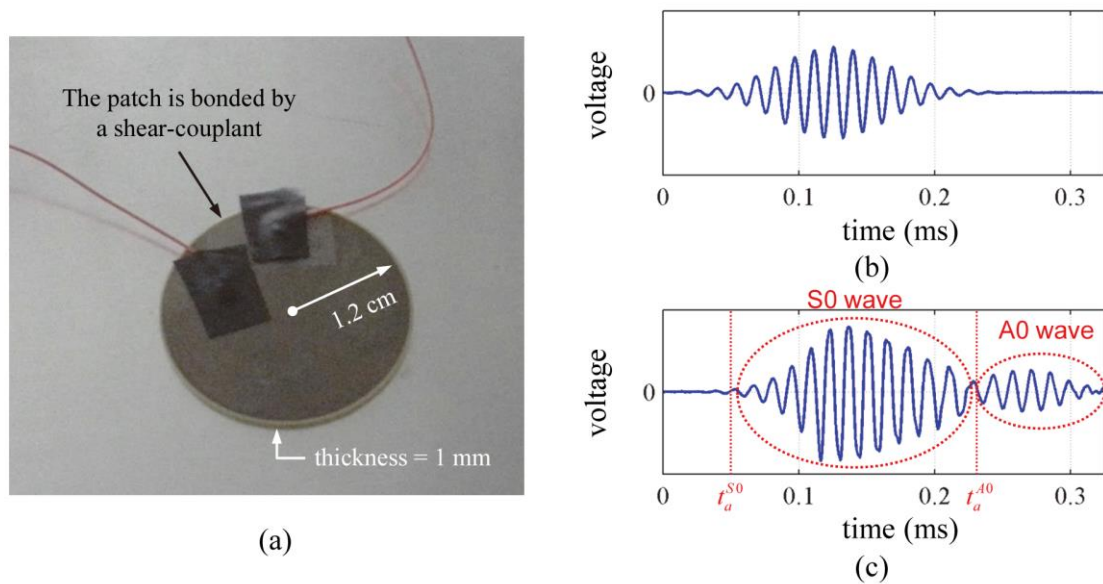 The patch is bonded by
a shear-couplant
1.2 cm
thickness = 1 mm
(a)
voltage
0
0 0.1 0.2 0.3
time (ms)
(b)
S0 wave
A0 wave
voltage
0
0 t_a^{S0} 0.1 0.2 t_a^{A0} 0.3
time (ms)
(c)